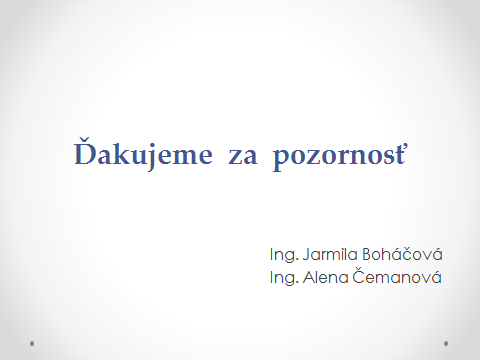 Ďakujeme za pozornosť
Ing. Jarmila Boháčová
Ing. Alena Čemanová